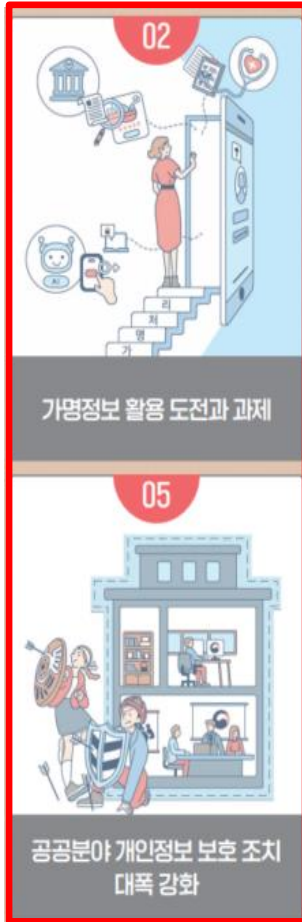 02
AI
리
처
명
가
가명정보 활용 도전과 과제
05
공공분야 개인정보 보호 조치
대폭 강화